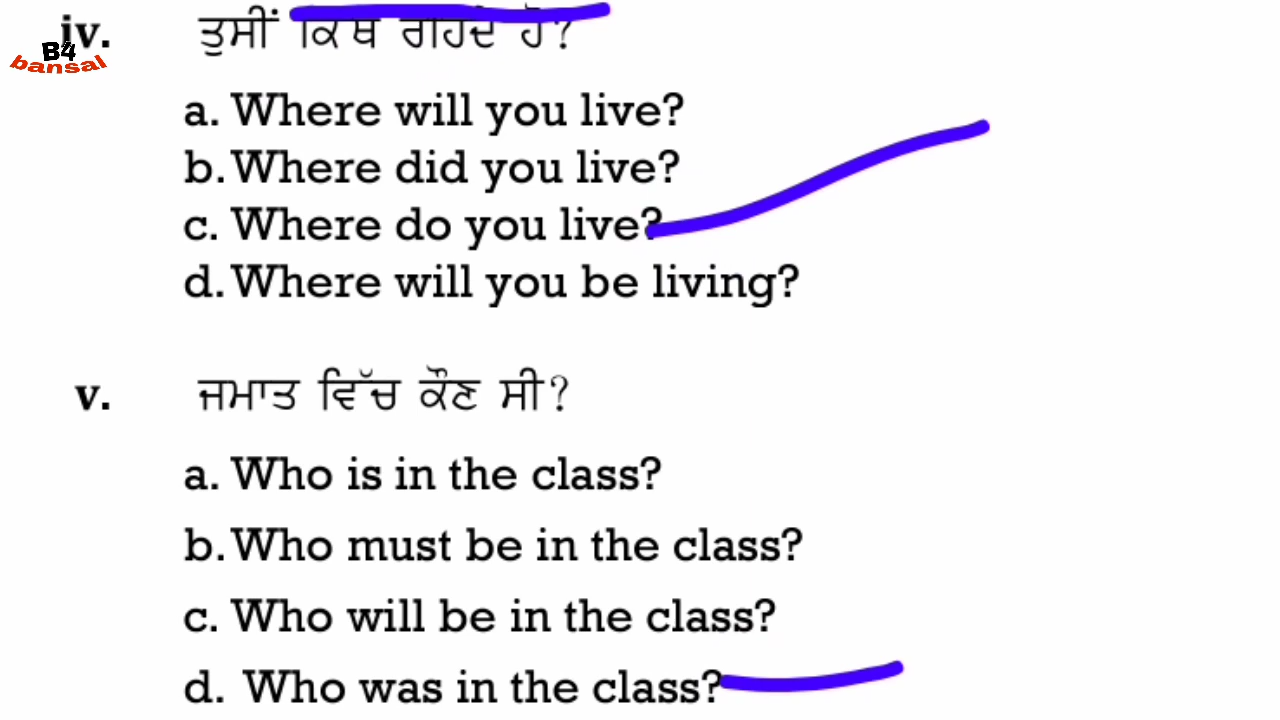 iv. ਤੁਸੀਂ ਕਿੱਥੇ ਰਹਿੰਦੇ ਹੋ?
B4
bansal
a. Where will you live?
b. Where did you live?
c. Where do you live?
d. Where will you be living?
v. ਜਮਾਤ ਵਿੱਚ ਕੌਣ ਸੀ?
a. Who is in the class?
b. Who must be in the class?
c. Who will be in the class?
d. Who was in the class?